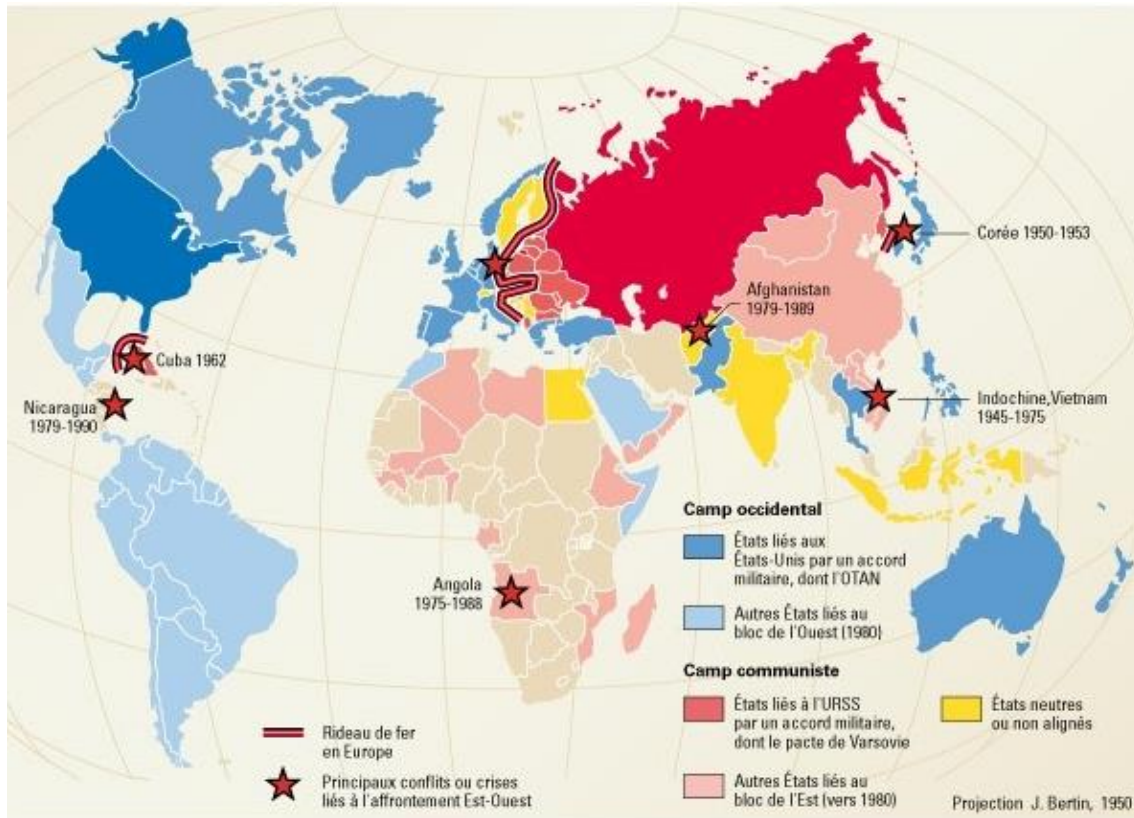 Corée 1950-1953
Afghanistan
1979-1989
Cuba 1962
Nicaragua
1979-1990
Indochine, Vietnam
1945-1975
Angola
1975-1988
Camp occidental
États liés aux
États-Unis par un accord
militaire, dont l'OTAN
Autres États liés au
bloc de l'Ouest (1980)
Camp communiste
États liés à l'URSS
par un accord militaire,
dont le pacte de Varsovie
Autres États liés au
bloc de l'Est (vers 1980)
États neutres
ou non alignés
Rideau de fer
en Europe
Principaux conflits ou crises
liés à l'affrontement Est-Ouest
Projection J. Bertin, 1950